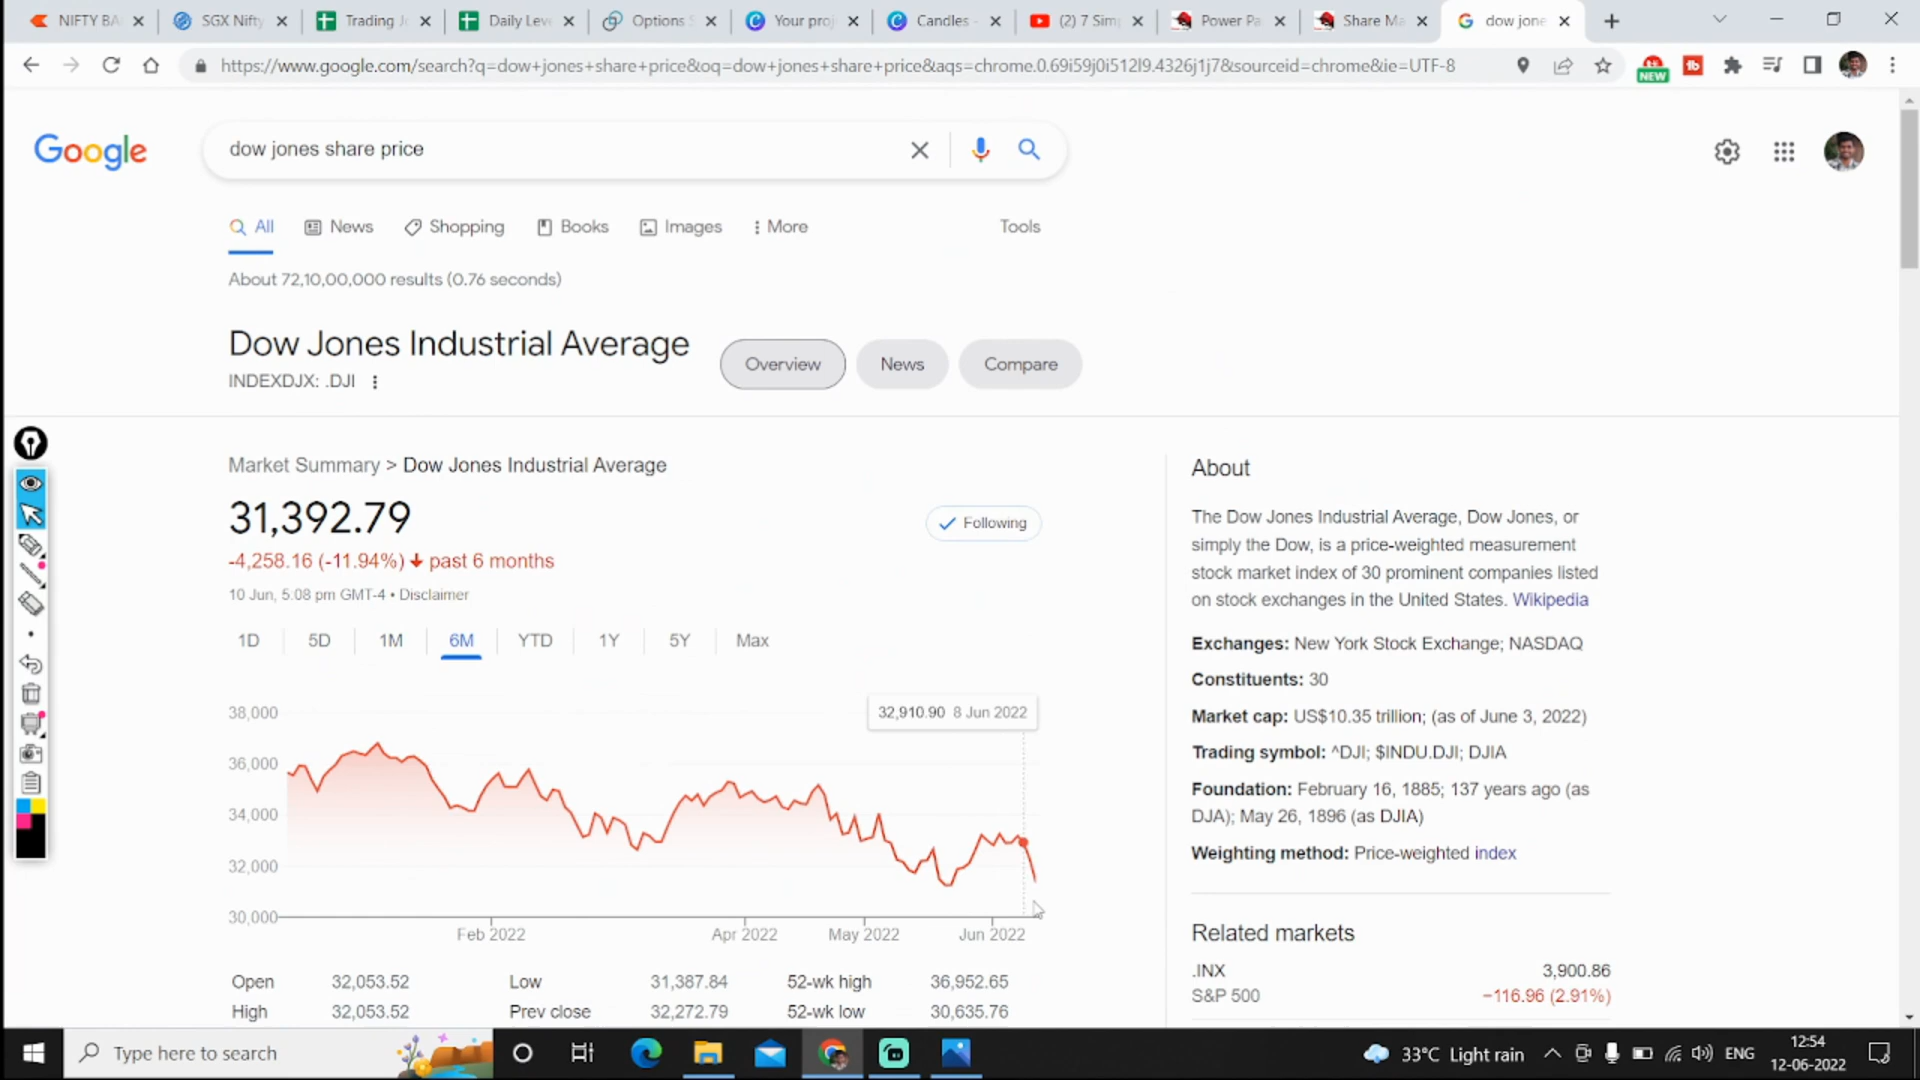 NIFTY BA
SGX Nifty
Trading J
Daily Lev
Options S
Your proj
Candles -
(2) 7 Simp
Power Pa
Share Ma
dow jone
https://www.google.com/search?q=dow+jones+share+price&oq=dow+jones+share+price&aqs=chrome.0.69i59j0i512l9.4326j1j7&sourceid=chrome&ie=UTF-8
NEW
Google
dow jones share price
All
News
Shopping
Books
Images
More
Tools
About 72,10,00,000 results (0.76 seconds)
Dow Jones Industrial Average
INDEXDJX: .DJI
Overview
News
Compare
Market Summary > Dow Jones Industrial Average
31,392.79
Following
-4,258.16 (-11.94%) past 6 months
10 Jun, 5:08 pm GMT-4 • Disclaimer
1D
5D
1M
6M
YTD
1Y
5Y
Max
32,910.90 8 Jun 2022
38,000
36,000
34,000
32,000
30,000
Feb 2022
Apr 2022
May 2022
Jun 2022
Open 32,053.52 Low 31,387.84 52-wk high 36,952.65
High 32,053.52 Prev close 32,272.79 52-wk low 30,635.76
About
The Dow Jones Industrial Average, Dow Jones, or
simply the Dow, is a price-weighted measurement
stock market index of 30 prominent companies listed
on stock exchanges in the United States. Wikipedia
Exchanges: New York Stock Exchange; NASDAQ
Constituents: 30
Market cap: US$10.35 trillion; (as of June 3, 2022)
Trading symbol: ^DJI; $INDU.DJI; DJIA
Foundation: February 16, 1885; 137 years ago (as
DJA); May 26, 1896 (as DJIA)
Weighting method: Price-weighted index
Related markets
.INX 3,900.86
S&P 500 −116.96 (2.91%)
Type here to search
33°C Light rain
ENG
12:54
12-06-2022